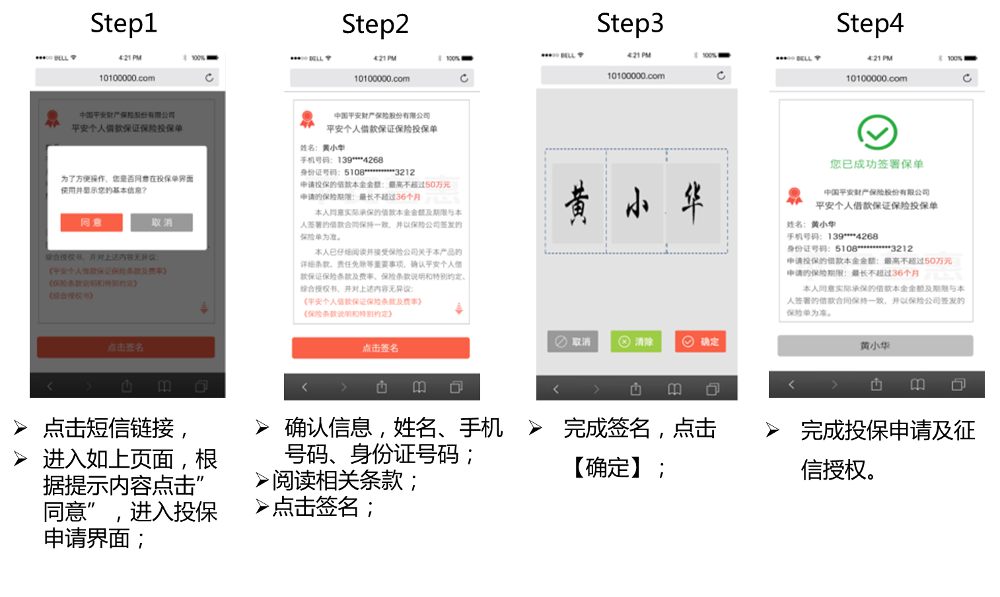 Step1
●●●○○ BELL 4:21 PM 100%
10100000.com
中国平安财产保险股份有限公司
平安个人借款保证保险投保单
为了方便操作，您是否同意在投保单界面
使用并显示您的基本信息？
同意 取消
综合授权书，并对上述内容无异议：
《平安个人借款保证保险条款及费率》
《保险条款说明和特别约定》
《综合授权书》
点击签名
➢ 点击短信链接，
➢ 进入如上页面，根
据提示内容点击”
同意”，进入投保
申请界面；
Step2
●●●○○ BELL 4:21 PM 100%
10100000.com
中国平安财产保险股份有限公司
平安个人借款保证保险投保单
姓名：黄小华
手机号码：139****4268
身份证号码：5108***********3212
申请投保的借款本金金额：最高不超过50万元
申请的保险期限：最长不超过36个月
本人同意实际承保的借款本金金额及期限与本
人签署的借款合同保持一致，并以保险公司签发的
保险单为准。
本人已仔细阅读并接受保险公司关于本产品的
详细条款、责任免除等重要事项，确认平安个人借
款保证保险条款及费率、保险条款说明和特别约定、
综合授权书，并对上述内容无异议：
《平安个人借款保证保险条款及费率》
《保险条款说明和特别约定》
点击签名
➢ 确认信息，姓名、手机
号码、身份证号码；
➢阅读相关条款；
➢点击签名；
Step3
●●●○○ BELL 4:21 PM 100%
10100000.com
黄 小 华
取消 清除 确定
➢ 完成签名，点击
【确定】；
Step4
●●●○○ BELL 4:21 PM 100%
10100000.com
您已成功签署保单
中国平安财产保险股份有限公司
平安个人借款保证保险投保单
姓名：黄小华
手机号码：139****4268
身份证号码：5108***********3212
申请投保的借款本金金额：最高不超过50万元
申请的保险期限：最长不超过36个月
本人同意实际承保的借款本金金额及期限与本
人签署的借款合同保持一致，并以保险公司签发的
保险单为准。
黄小华
➢ 完成投保申请及征
信授权。